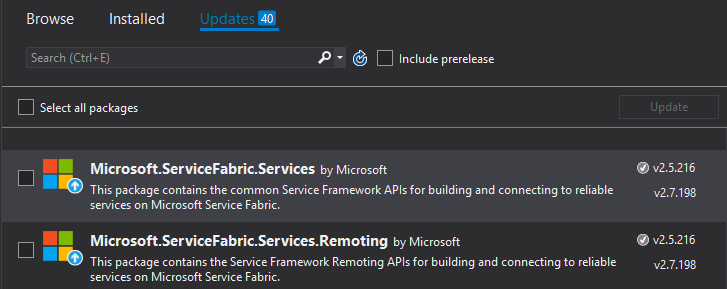 Browse Installed Updates 40
Search (Ctrl+E) Include prerelease
Select all packages Update
Microsoft.ServiceFabric.Services by Microsoft v2.5.216
This package contains the common Service Framework APIs for building and connecting to reliable v2.7.198
services on Microsoft Service Fabric.
Microsoft.ServiceFabric.Services.Remoting by Microsoft v2.5.216
This package contains the Service Framework Remoting APIs for building and connecting to reliable v2.7.198
services on Microsoft Service Fabric.